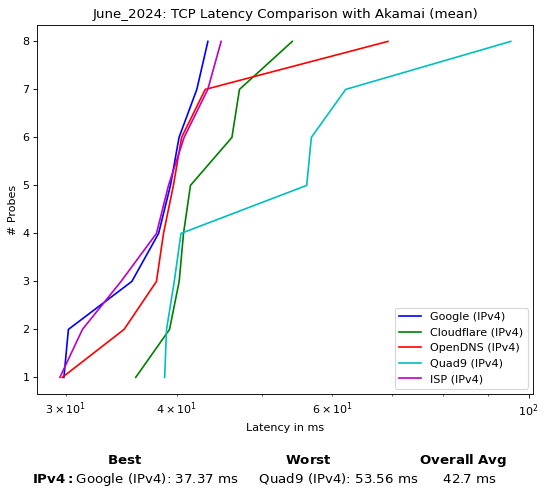 June_2024: TCP Latency Comparison with Akamai (mean)
8
7
6
5
4
3
2
1
# Probes
Google (IPv4)
Cloudflare (IPv4)
OpenDNS (IPv4)
Quad9 (IPv4)
ISP (IPv4)
3 × 10¹ 4 × 10¹ 6 × 10¹ 10²
Latency in ms
Best Worst Overall Avg
IPv4: Google (IPv4): 37.37 ms Quad9 (IPv4): 53.56 ms 42.7 ms